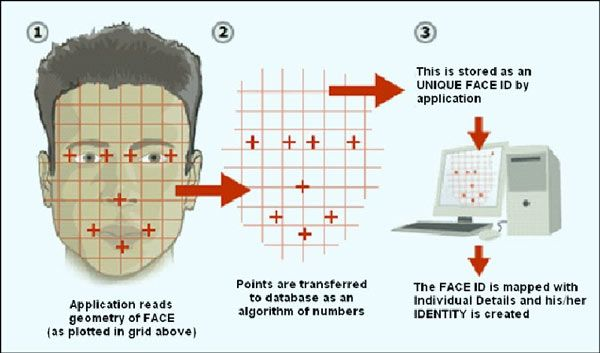 1
2
3
This is stored as an
UNIQUE FACE ID by
application
Application reads
geometry of FACE
(as plotted in grid above)
Points are transferred
to database as an
algorithm of numbers
The FACE ID is mapped with
Individual Details and his/her
IDENTITY is created